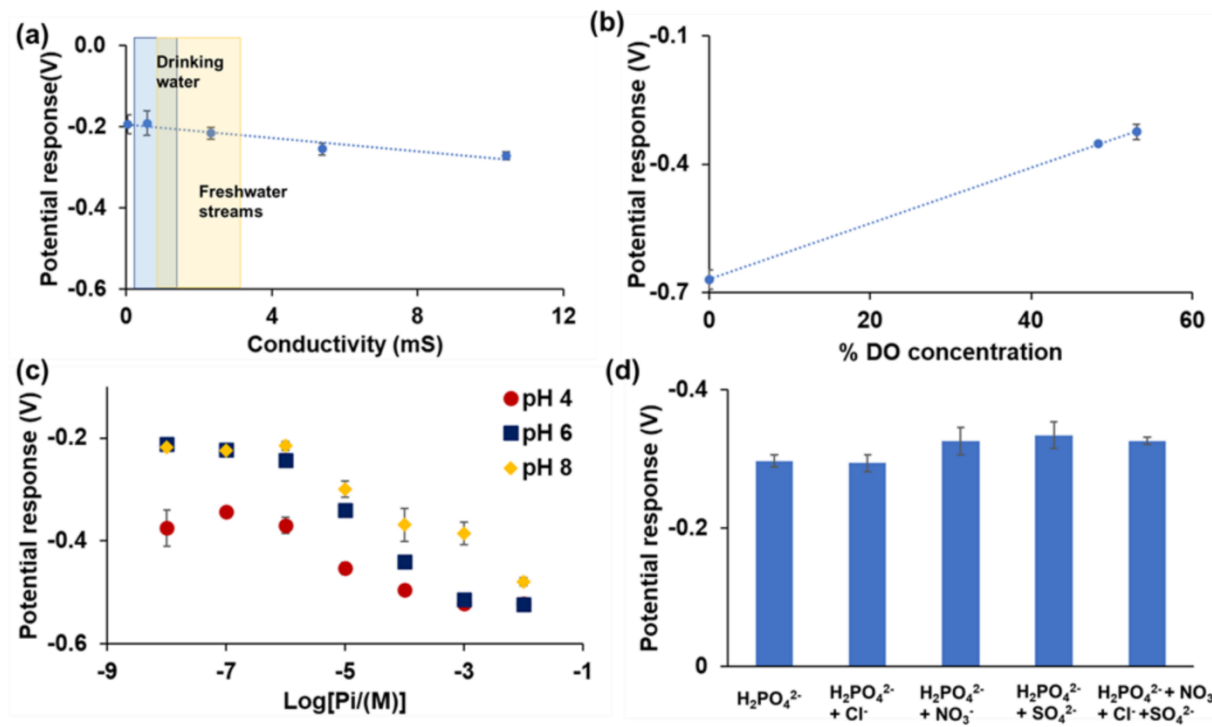 (a)
0.0
-0.2
-0.4
-0.6
Potential response(V)
Drinking
water
Freshwater
streams
0
4
8
12
Conductivity (mS)
(b)
-0.1
-0.4
-0.7
Potential response (V)
0
20
40
60
% DO concentration
(c)
-0.2
-0.4
-0.6
Potential response (V)
pH 4
pH 6
pH 8
-9
-7
-5
-3
-1
Log[Pi/(M)]
(d)
-0.4
-0.2
0
Potential response (V)
H₂PO₄²⁻
H₂PO₄²⁻
+ Cl⁻
H₂PO₄²⁻
+ NO₃⁻
H₂PO₄²⁻
+ SO₄²⁻
H₂PO₄²⁻ + NO₃
+ Cl⁻ +SO₄²⁻